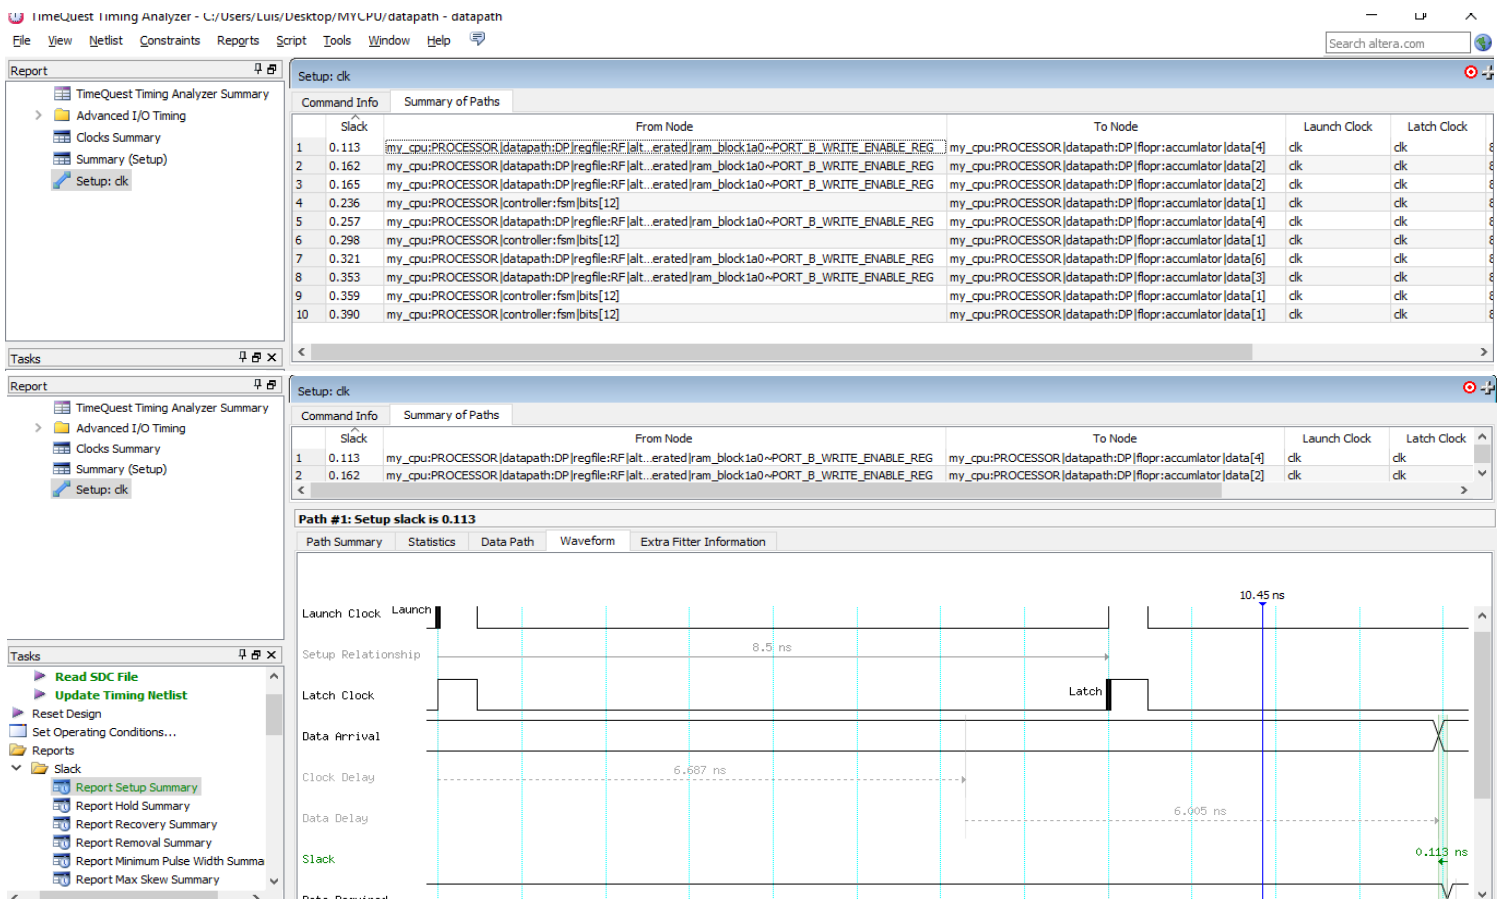 TimeQuest Timing Analyzer - C:/Users/Luis/Desktop/MYCPU/datapath - datapath
File View Netlist Constraints Reports Script Tools Window Help
Search altera.com
Report
TimeQuest Timing Analyzer Summary
Advanced I/O Timing
Clocks Summary
Summary (Setup)
Setup: clk
Tasks
Setup: clk
Command Info Summary of Paths
Slack From Node To Node Launch Clock Latch Clock
1 0.113 my_cpu:PROCESSOR|datapath:DP|regfile:RF|alt...erated|ram_block1a0~PORT_B_WRITE_ENABLE_REG my_cpu:PROCESSOR|datapath:DP|flopr:accumlator|data[4] clk clk 8
2 0.162 my_cpu:PROCESSOR|datapath:DP|regfile:RF|alt...erated|ram_block1a0~PORT_B_WRITE_ENABLE_REG my_cpu:PROCESSOR|datapath:DP|flopr:accumlator|data[2] clk clk 8
3 0.165 my_cpu:PROCESSOR|datapath:DP|regfile:RF|alt...erated|ram_block1a0~PORT_B_WRITE_ENABLE_REG my_cpu:PROCESSOR|datapath:DP|flopr:accumlator|data[2] clk clk 8
4 0.236 my_cpu:PROCESSOR|controller:fsm|bits[12] my_cpu:PROCESSOR|datapath:DP|flopr:accumlator|data[1] clk clk 8
5 0.257 my_cpu:PROCESSOR|datapath:DP|regfile:RF|alt...erated|ram_block1a0~PORT_B_WRITE_ENABLE_REG my_cpu:PROCESSOR|datapath:DP|flopr:accumlator|data[4] clk clk 8
6 0.298 my_cpu:PROCESSOR|controller:fsm|bits[12] my_cpu:PROCESSOR|datapath:DP|flopr:accumlator|data[1] clk clk 8
7 0.321 my_cpu:PROCESSOR|datapath:DP|regfile:RF|alt...erated|ram_block1a0~PORT_B_WRITE_ENABLE_REG my_cpu:PROCESSOR|datapath:DP|flopr:accumlator|data[6] clk clk 8
8 0.353 my_cpu:PROCESSOR|datapath:DP|regfile:RF|alt...erated|ram_block1a0~PORT_B_WRITE_ENABLE_REG my_cpu:PROCESSOR|datapath:DP|flopr:accumlator|data[3] clk clk 8
9 0.359 my_cpu:PROCESSOR|controller:fsm|bits[12] my_cpu:PROCESSOR|datapath:DP|flopr:accumlator|data[1] clk clk 8
10 0.390 my_cpu:PROCESSOR|controller:fsm|bits[12] my_cpu:PROCESSOR|datapath:DP|flopr:accumlator|data[1] clk clk 8
Report
TimeQuest Timing Analyzer Summary
Advanced I/O Timing
Clocks Summary
Summary (Setup)
Setup: clk
Tasks
Read SDC File
Update Timing Netlist
Reset Design
Set Operating Conditions...
Reports
Slack
Report Setup Summary
Report Hold Summary
Report Recovery Summary
Report Removal Summary
Report Minimum Pulse Width Summa
Report Max Skew Summary
Setup: clk
Command Info Summary of Paths
Slack From Node To Node Launch Clock Latch Clock
1 0.113 my_cpu:PROCESSOR|datapath:DP|regfile:RF|alt...erated|ram_block1a0~PORT_B_WRITE_ENABLE_REG my_cpu:PROCESSOR|datapath:DP|flopr:accumlator|data[4] clk clk
2 0.162 my_cpu:PROCESSOR|datapath:DP|regfile:RF|alt...erated|ram_block1a0~PORT_B_WRITE_ENABLE_REG my_cpu:PROCESSOR|datapath:DP|flopr:accumlator|data[2] clk clk
Path #1: Setup slack is 0.113
Path Summary Statistics Data Path Waveform Extra Fitter Information
10.45 ns
Launch Clock Launch
Setup Relationship 8.5 ns
Latch Clock Latch
Data Arrival
Clock Delay 6.687 ns
Data Delay 6.005 ns
Slack 0.113 ns
Data Required